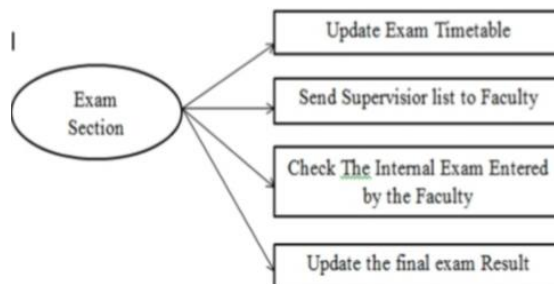 Update Exam Timetable
Exam
Section
Send Supervisior list to Faculty
Check The Internal Exam Entered
by the Faculty
Update the final exam Result